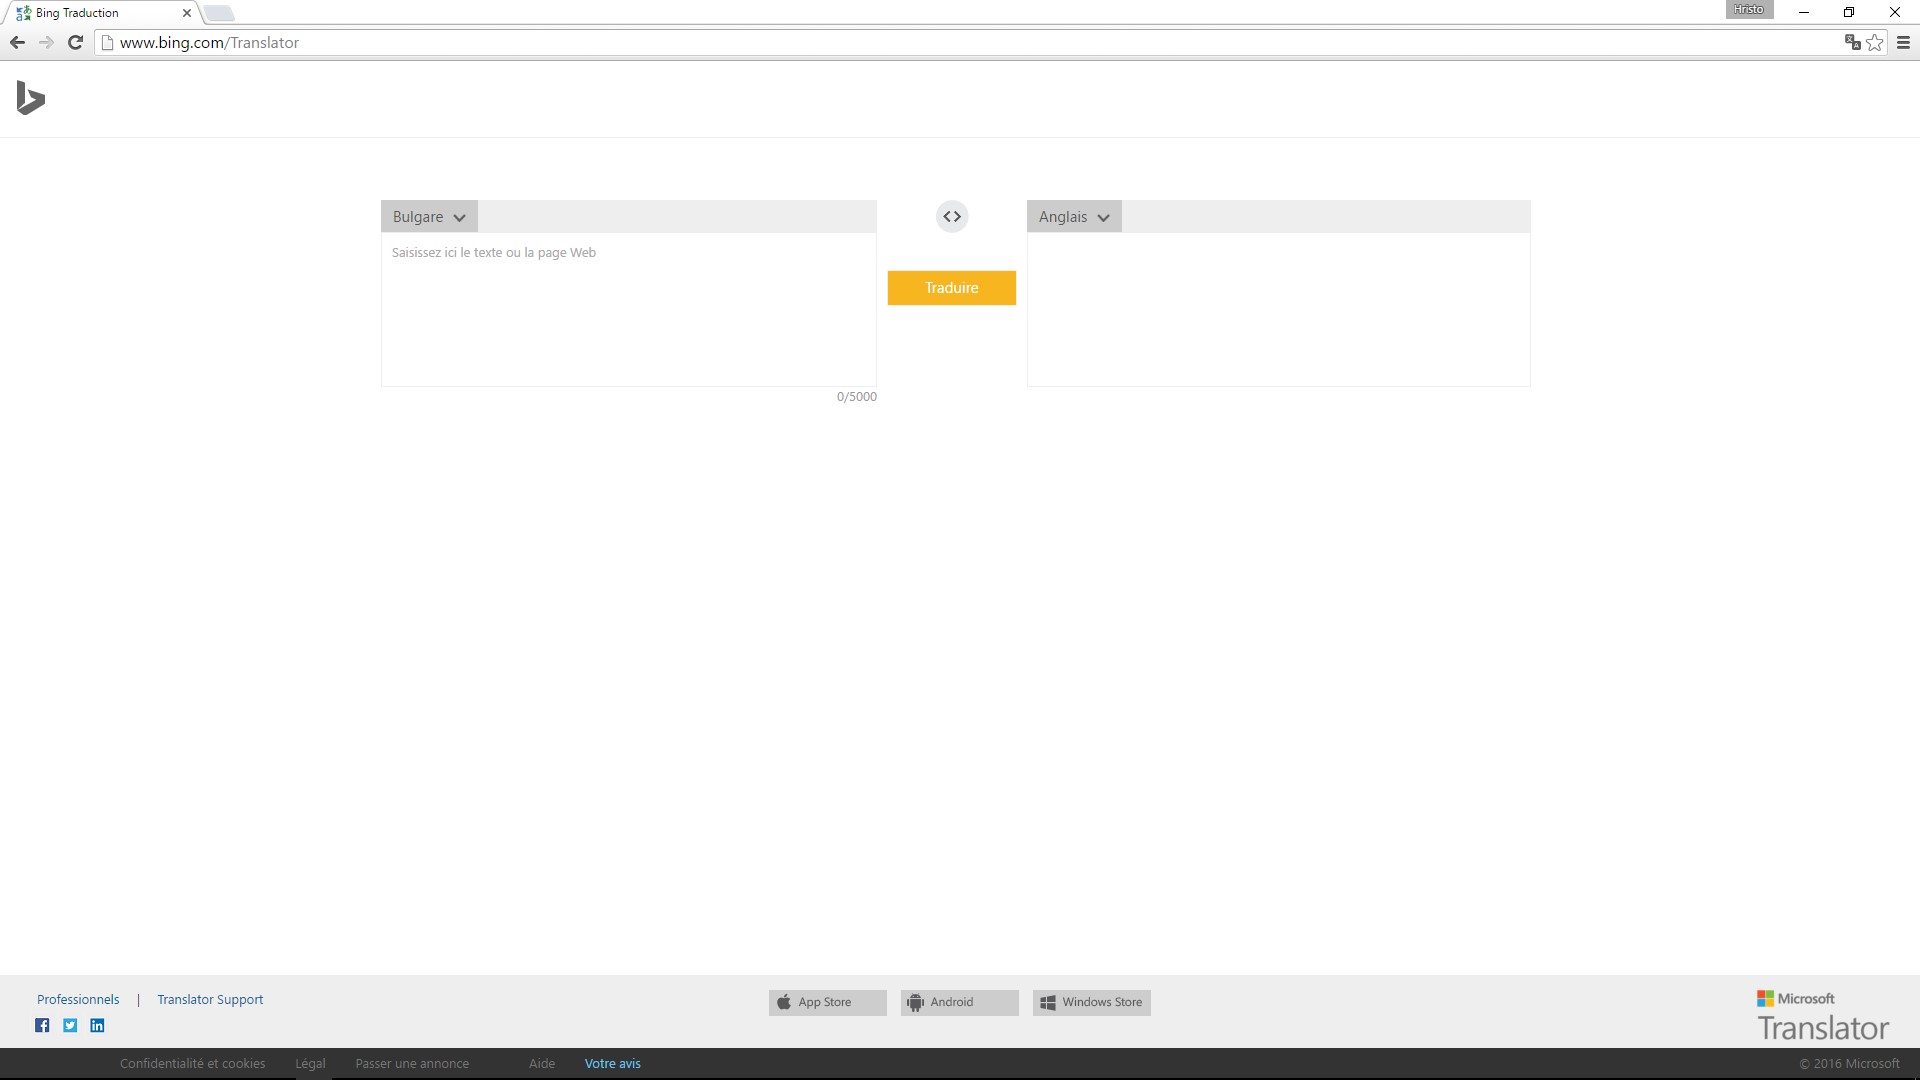 Bing Traduction
Hristo
www.bing.com/Translator
Bulgare
Anglais
Saisissez ici le texte ou la page Web
Traduire
0/5000
Professionnels | Translator Support
App Store
Android
Windows Store
Microsoft
Translator
Confidentialité et cookies
Légal
Passer une annonce
Aide
Votre avis
© 2016 Microsoft